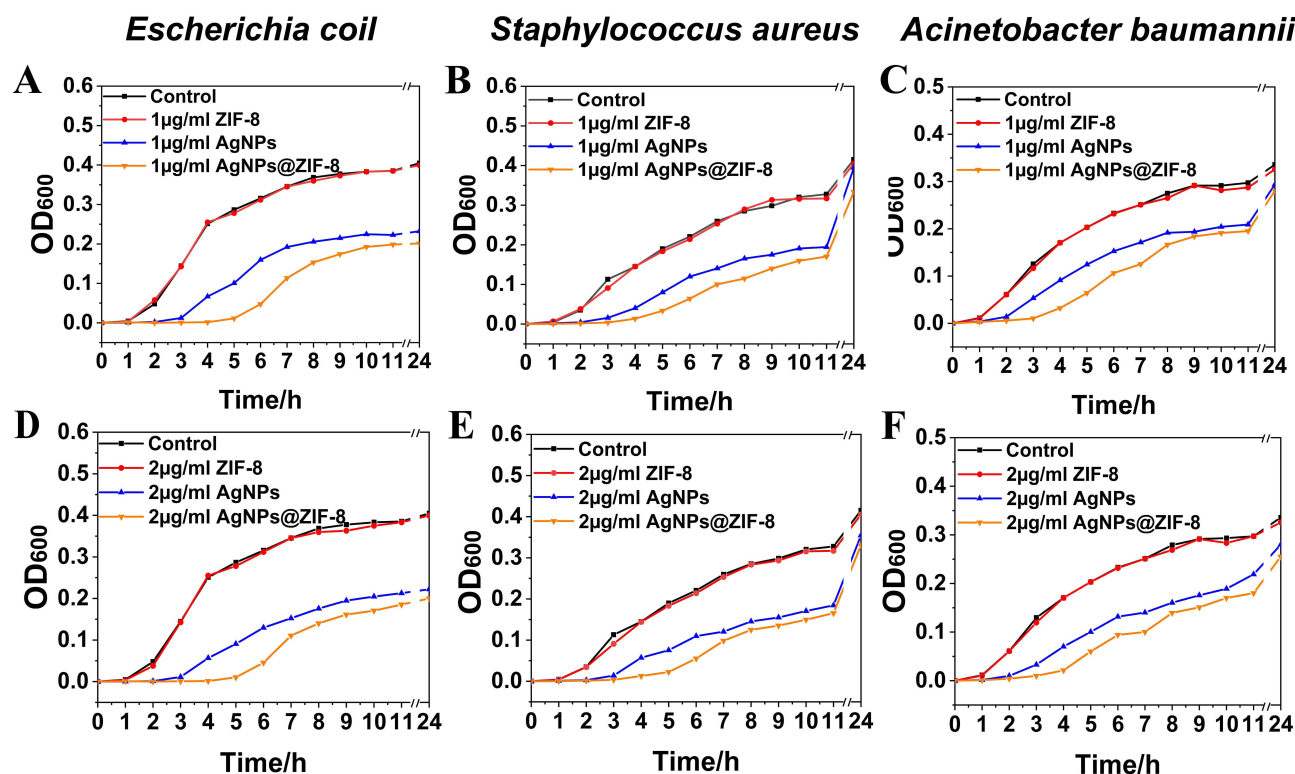 Escherichia coil
Staphylococcus aureus
Acinetobacter baumannii
A
OD600
0.6
0.5
0.4
0.3
0.2
0.1
0.0
Control
1µg/ml ZIF-8
1µg/ml AgNPs
1µg/ml AgNPs@ZIF-8
0 1 2 3 4 5 6 7 8 9 10 11 24
Time/h
B
OD600
0.6
0.5
0.4
0.3
0.2
0.1
0.0
Control
1µg/ml ZIF-8
1µg/ml AgNPs
1µg/ml AgNPs@ZIF-8
0 1 2 3 4 5 6 7 8 9 10 11 24
Time/h
C
OD600
0.5
0.4
0.3
0.2
0.1
0.0
Control
1µg/ml ZIF-8
1µg/ml AgNPs
1µg/ml AgNPs@ZIF-8
0 1 2 3 4 5 6 7 8 9 10 11 24
Time/h
D
OD600
0.6
0.5
0.4
0.3
0.2
0.1
0.0
Control
2µg/ml ZIF-8
2µg/ml AgNPs
2µg/ml AgNPs@ZIF-8
0 1 2 3 4 5 6 7 8 9 10 11 24
Time/h
E
OD600
0.6
0.5
0.4
0.3
0.2
0.1
0.0
Control
2µg/ml ZIF-8
2µg/ml AgNPs
2µg/ml AgNPs@ZIF-8
0 1 2 3 4 5 6 7 8 9 10 11 24
Time/h
F
OD600
0.5
0.4
0.3
0.2
0.1
0.0
Control
2µg/ml ZIF-8
2µg/ml AgNPs
2µg/ml AgNPs@ZIF-8
0 1 2 3 4 5 6 7 8 9 10 11 24
Time/h